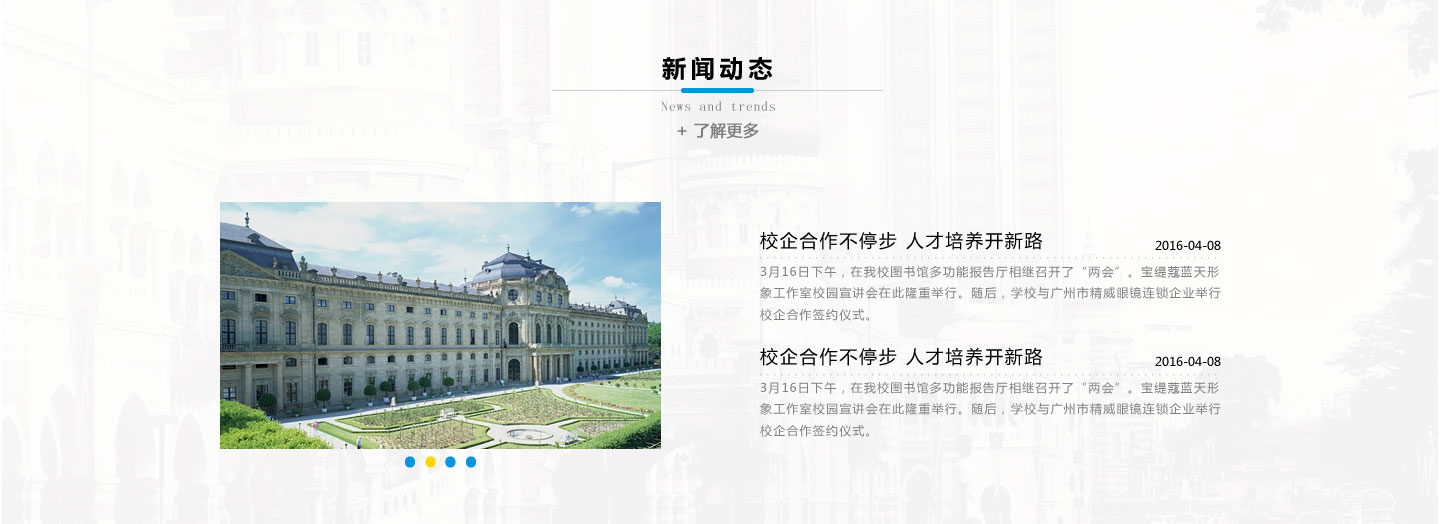 新闻动态
News and trends
+ 了解更多
校企合作不停步 人才培养开新路
2016-04-08
3月16日下午，在我校图书馆多功能报告厅相继召开了“两会”。宝缇蔻蓝天形
象工作室校园宣讲会在此隆重举行。随后，学校与广州市精威眼镜连锁企业举行
校企合作签约仪式。
校企合作不停步 人才培养开新路
2016-04-08
3月16日下午，在我校图书馆多功能报告厅相继召开了“两会”。宝缇蔻蓝天形
象工作室校园宣讲会在此隆重举行。随后，学校与广州市精威眼镜连锁企业举行
校企合作签约仪式。